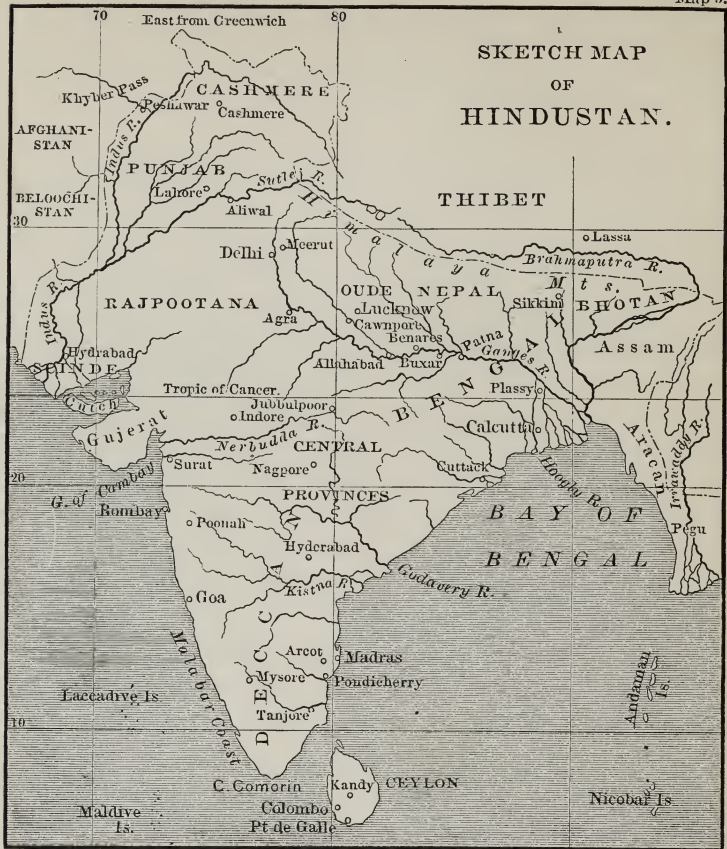 Map 5.
70
East from Greenwich
80
SKETCH MAP
OF
HINDUSTAN.
CASHMERE
Khyber Pass
Peshawar
Cashmere
AFGHANI-
STAN
Indus R.
PUNJAB
Lahore
Sutlej R.
THIBET
BELOOCHI-
STAN
Aliwal
30
Himalaya Mts.
Lassa
Delhi
Meerut
Brahmaputra R.
Indus R.
RAJPOOTANA
OUDE
NEPAL
Sikkim
BHOTAN
Agra
Lucknow
Cawnpore
Benares
Patna
Ganges R.
Assam
Hydrabad
SCINDE
Allahabad
Buxar
BENGAL
Tropic of Cancer.
Plassy
Cutch
Jubbulpoor
Indore
Gujerat
Nerbudda R.
Calcutta
CENTRAL
PROVINCES
Surat
Nagpore
Cuttack
Hoogly R.
Aracan
Irrawaddy R.
G. of Cambay
20
Bombay
BAY OF
BENGAL
Pegu
Poonah
Hyderabad
Godavery R.
Kistna R.
Goa
DECCAN
Arcot
Madras
Malabar Coast
Mysore
Pondicherry
Andaman
Is.
Laccadive Is
Tanjore
10
C. Comorin
Kandy
CEYLON
Nicobar Is
Maldive
Is.
Colombo
Pt de Galle